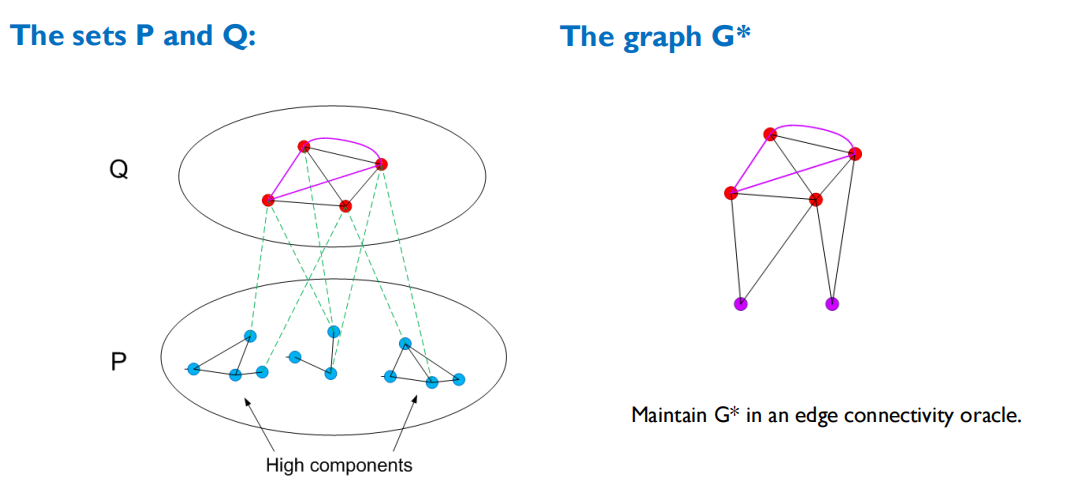 The sets P and Q:
The graph G*
Q
P
High components
Maintain G* in an edge connectivity oracle.